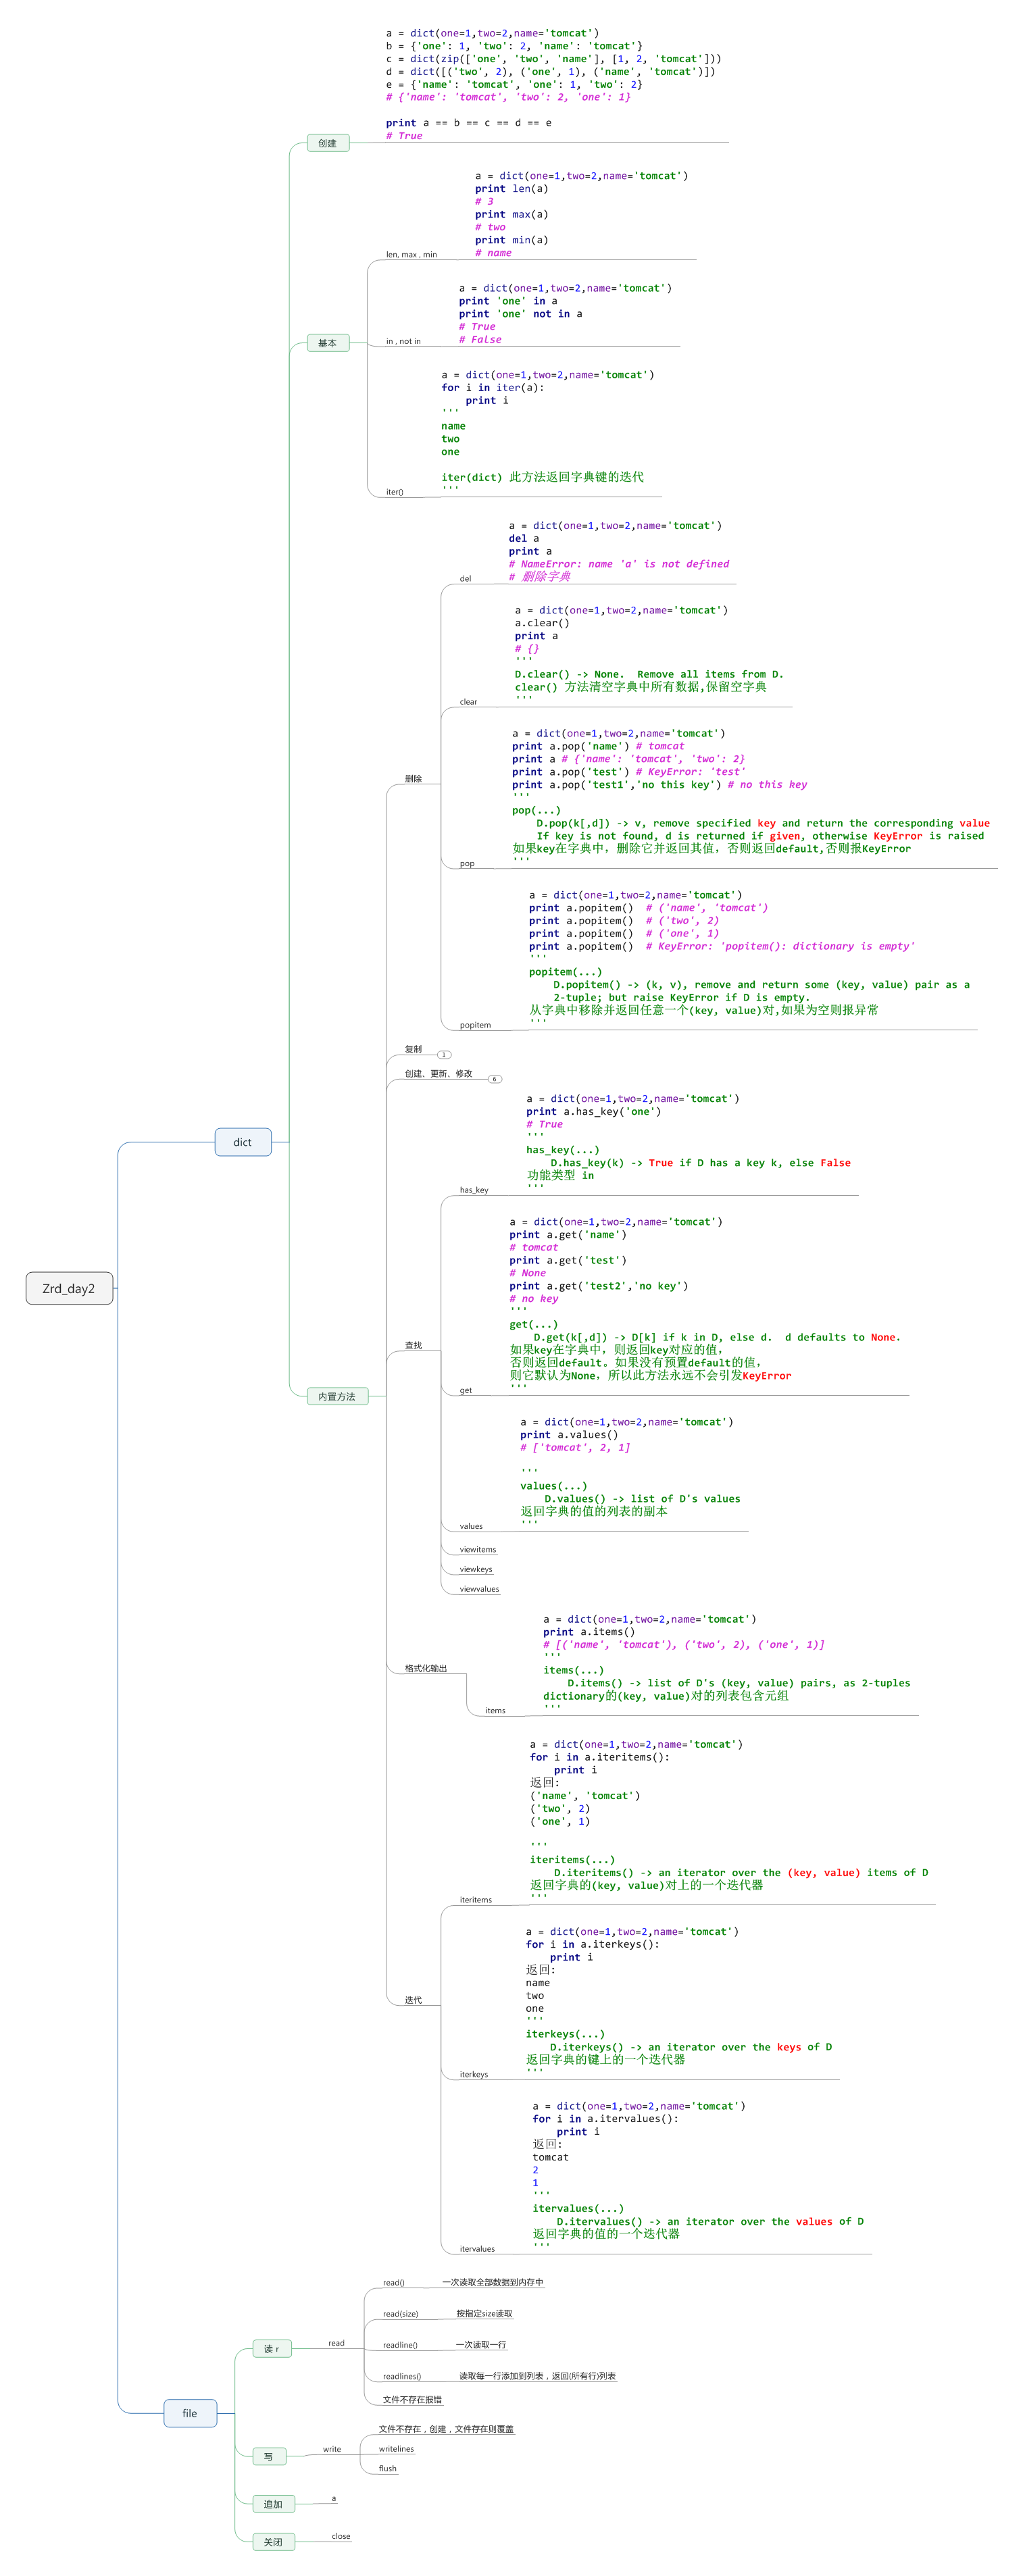 a = dict(one=1,two=2,name='tomcat')
b = {'one': 1, 'two': 2, 'name': 'tomcat'}
c = dict(zip(['one', 'two', 'name'], [1, 2, 'tomcat']))
d = dict([('two', 2), ('one', 1), ('name', 'tomcat')])
e = {'name': 'tomcat', 'one': 1, 'two': 2}
# {'name': 'tomcat', 'two': 2, 'one': 1}
print a == b == c == d == e
# True
创建
a = dict(one=1,two=2,name='tomcat')
print len(a)
# 3
print max(a)
# two
print min(a)
# name
len, max , min
a = dict(one=1,two=2,name='tomcat')
print 'one' in a
print 'one' not in a
# True
# False
in , not in
基本
a = dict(one=1,two=2,name='tomcat')
for i in iter(a):
    print i
'''
name
two
one
iter(dict) 此方法返回字典键的迭代
'''
iter()
a = dict(one=1,two=2,name='tomcat')
del a
print a
# NameError: name 'a' is not defined
# 删除字典
del
a = dict(one=1,two=2,name='tomcat')
a.clear()
print a
# {}
'''
D.clear() -> None.  Remove all items from D.
clear() 方法清空字典中所有数据,保留空字典
'''
clear
删除
a = dict(one=1,two=2,name='tomcat')
print a.pop('name') # tomcat
print a # {'name': 'tomcat', 'two': 2}
print a.pop('test') # KeyError: 'test'
print a.pop('test1','no this key') # no this key
'''
pop(...)
    D.pop(k[,d]) -> v, remove specified key and return the corresponding value
    If key is not found, d is returned if given, otherwise KeyError is raised
如果key在字典中，删除它并返回其值，否则返回default,否则报KeyError
'''
pop
a = dict(one=1,two=2,name='tomcat')
print a.popitem()  # ('name', 'tomcat')
print a.popitem()  # ('two', 2)
print a.popitem()  # ('one', 1)
print a.popitem()  # KeyError: 'popitem(): dictionary is empty'
'''
popitem(...)
    D.popitem() -> (k, v), remove and return some (key, value) pair as a
    2-tuple; but raise KeyError if D is empty.
从字典中移除并返回任意一个(key, value)对,如果为空则报异常
'''
popitem
复制 1
创建、更新、修改 6
dict
a = dict(one=1,two=2,name='tomcat')
print a.has_key('one')
# True
'''
has_key(...)
    D.has_key(k) -> True if D has a key k, else False
功能类型 in
'''
has_key
Zrd_day2
a = dict(one=1,two=2,name='tomcat')
print a.get('name')
# tomcat
print a.get('test')
# None
print a.get('test2','no key')
# no key
'''
get(...)
    D.get(k[,d]) -> D[k] if k in D, else d.  d defaults to None.
如果key在字典中，则返回key对应的值，
否则返回default。如果没有预置default的值，
则它默认为None，所以此方法永远不会引发KeyError
'''
get
查找
内置方法
a = dict(one=1,two=2,name='tomcat')
print a.values()
# ['tomcat', 2, 1]
'''
values(...)
    D.values() -> list of D's values
返回字典的值的列表的副本
'''
values
viewitems
viewkeys
viewvalues
a = dict(one=1,two=2,name='tomcat')
print a.items()
# [('name', 'tomcat'), ('two', 2), ('one', 1)]
'''
items(...)
    D.items() -> list of D's (key, value) pairs, as 2-tuples
dictionary的(key, value)对的列表包含元组
'''
格式化输出
items
a = dict(one=1,two=2,name='tomcat')
for i in a.iteritems():
    print i
返回:
('name', 'tomcat')
('two', 2)
('one', 1)
'''
iteritems(...)
    D.iteritems() -> an iterator over the (key, value) items of D
返回字典的(key, value)对上的一个迭代器
'''
iteritems
a = dict(one=1,two=2,name='tomcat')
for i in a.iterkeys():
    print i
返回:
name
two
one
'''
iterkeys(...)
    D.iterkeys() -> an iterator over the keys of D
返回字典的键上的一个迭代器
'''
迭代
iterkeys
a = dict(one=1,two=2,name='tomcat')
for i in a.itervalues():
    print i
返回:
tomcat
2
1
'''
itervalues(...)
    D.itervalues() -> an iterator over the values of D
返回字典的值的一个迭代器
'''
itervalues
read() 一次读取全部数据到内存中
read(size) 按指定size读取
读 r read
readline() 一次读取一行
readlines() 读取每一行添加到列表，返回(所有行)列表
文件不存在报错
file
文件不存在，创建，文件存在则覆盖
写 write
writelines
flush
追加 a
关闭 close